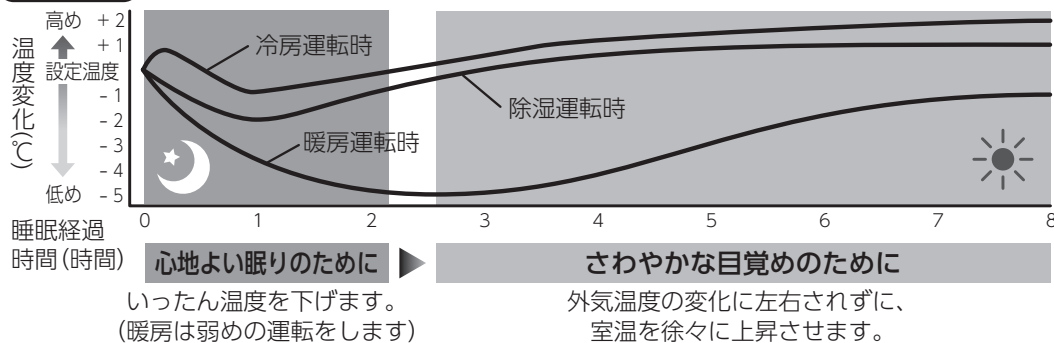 高め
温度変化(℃)
設定温度
低め
+2
+1
-1
-2
-3
-4
-5
冷房運転時
除湿運転時
暖房運転時
0 1 2 3 4 5 6 7 8
睡眠経過
時間(時間)
心地よい眠りのために
さわやかな目覚めのために
いったん温度を下げます。
(暖房は弱めの運転をします)
外気温度の変化に左右されずに、
室温を徐々に上昇させます。